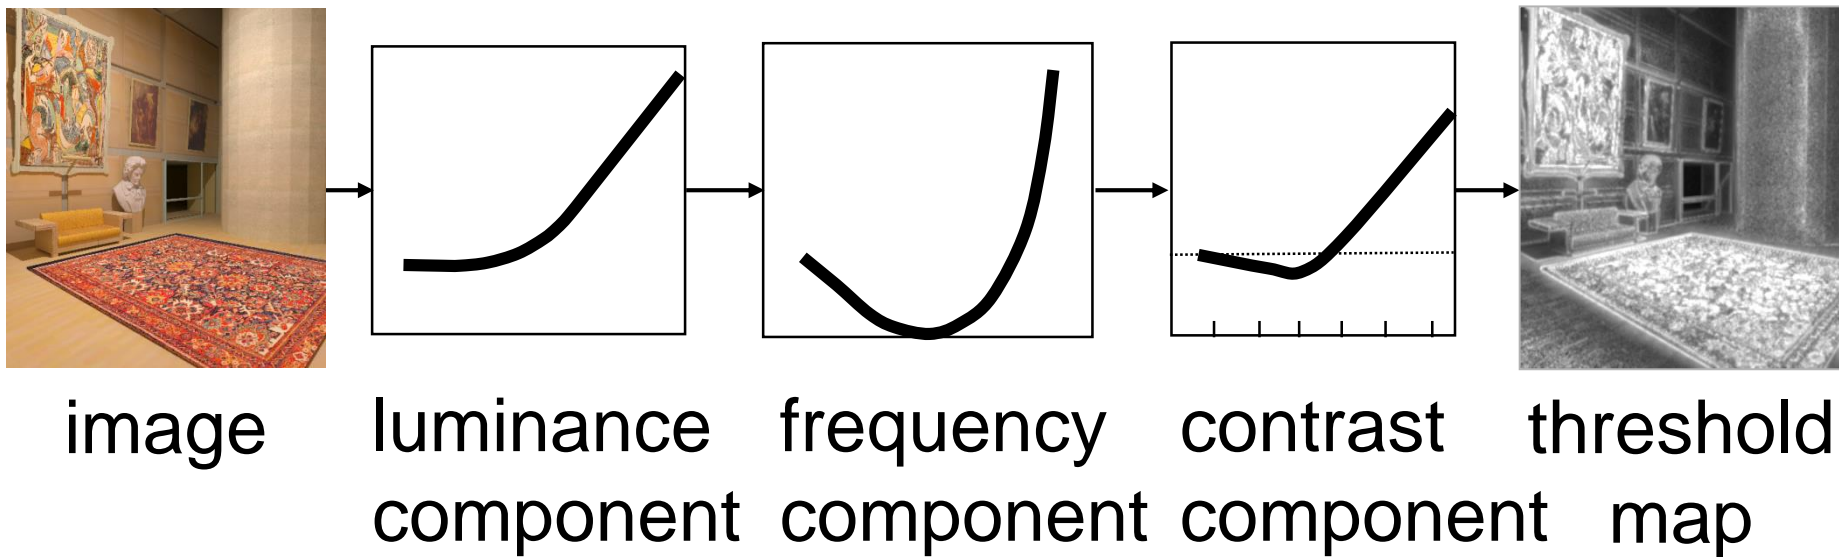 image
luminance component
frequency component
contrast component
threshold map